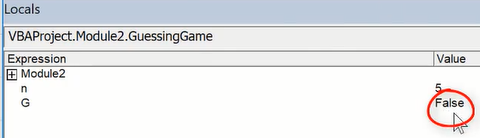 Locals
VBAProject.Module2.GuessingGame
Expression Value
Module2
n 5
G False